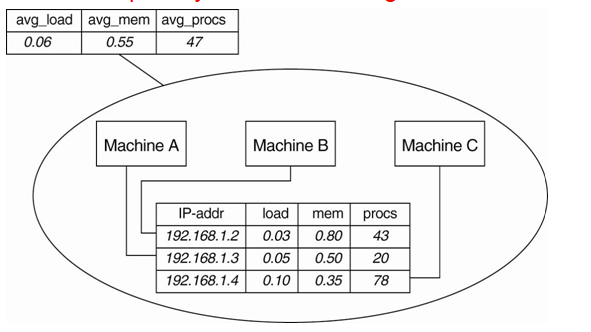 avg_load avg_mem avg_procs
0.06 0.55 47
Machine A Machine B Machine C
IP-addr load mem procs
192.168.1.2 0.03 0.80 43
192.168.1.3 0.05 0.50 20
192.168.1.4 0.10 0.35 78